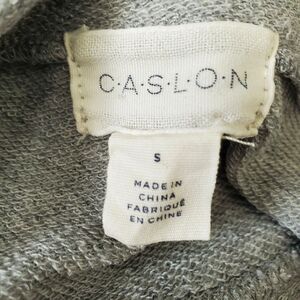 C·A·S·L·O·N
S
MADE IN
CHINA
FABRIQUÉ
EN CHINE